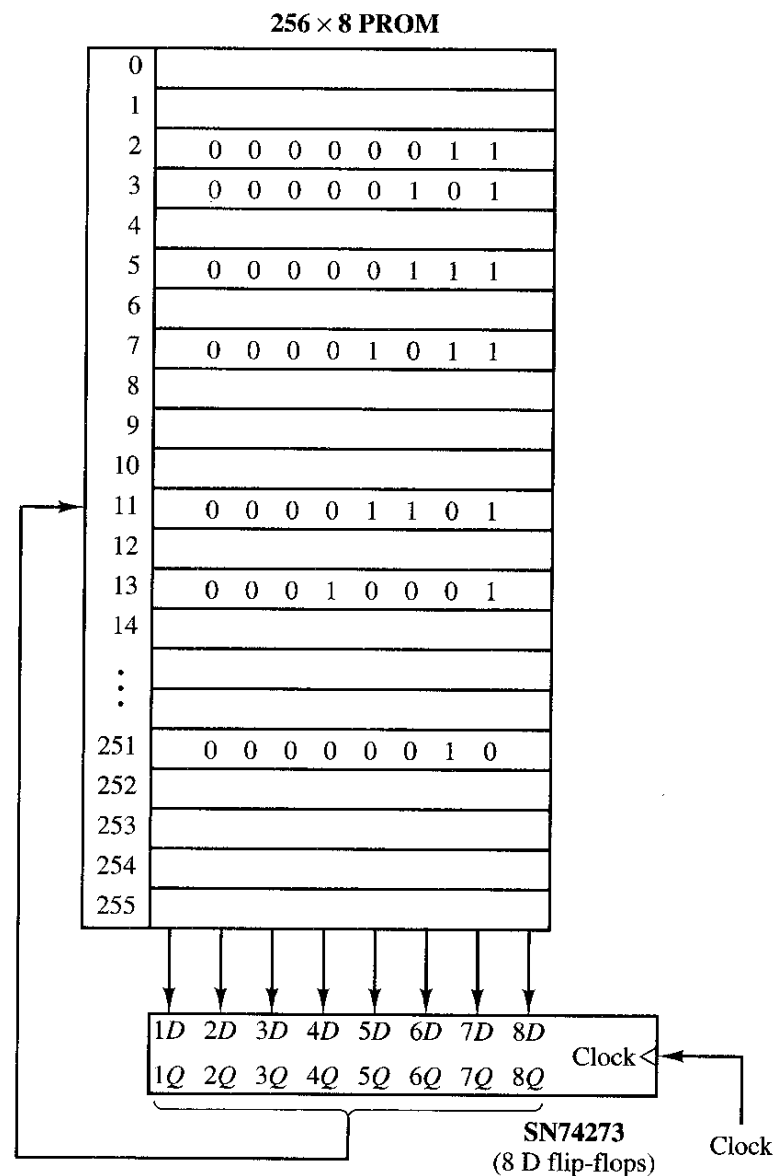 256 × 8 PROM
0
1
2 0 0 0 0 0 0 1 1
3 0 0 0 0 0 1 0 1
4
5 0 0 0 0 0 1 1 1
6
7 0 0 0 0 1 0 1 1
8
9
10
11 0 0 0 0 1 1 0 1
12
13 0 0 0 1 0 0 0 1
14
⋮
251 0 0 0 0 0 0 1 0
252
253
254
255
1D 2D 3D 4D 5D 6D 7D 8D
Clock
1Q 2Q 3Q 4Q 5Q 6Q 7Q 8Q
SN74273
(8 D flip-flops)
Clock